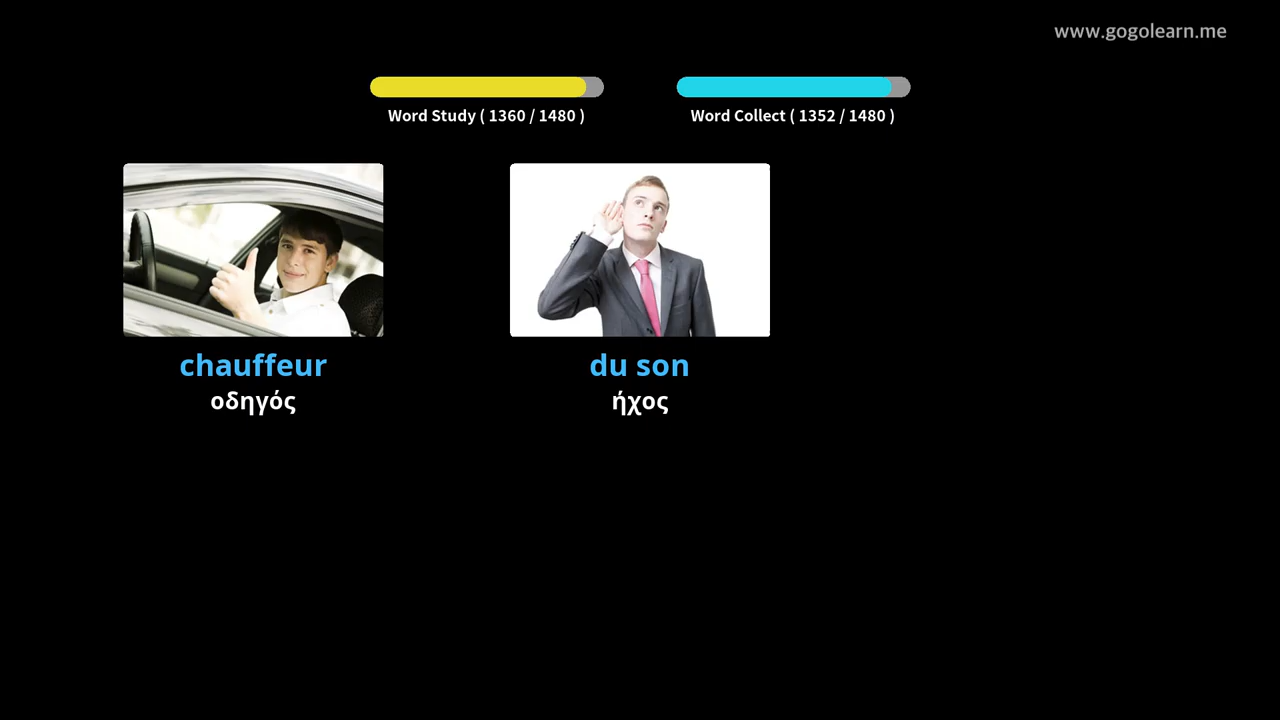 www.gogolearn.me
Word Study ( 1360 / 1480 )
Word Collect ( 1352 / 1480 )
chauffeur
οδηγός
du son
ήχος